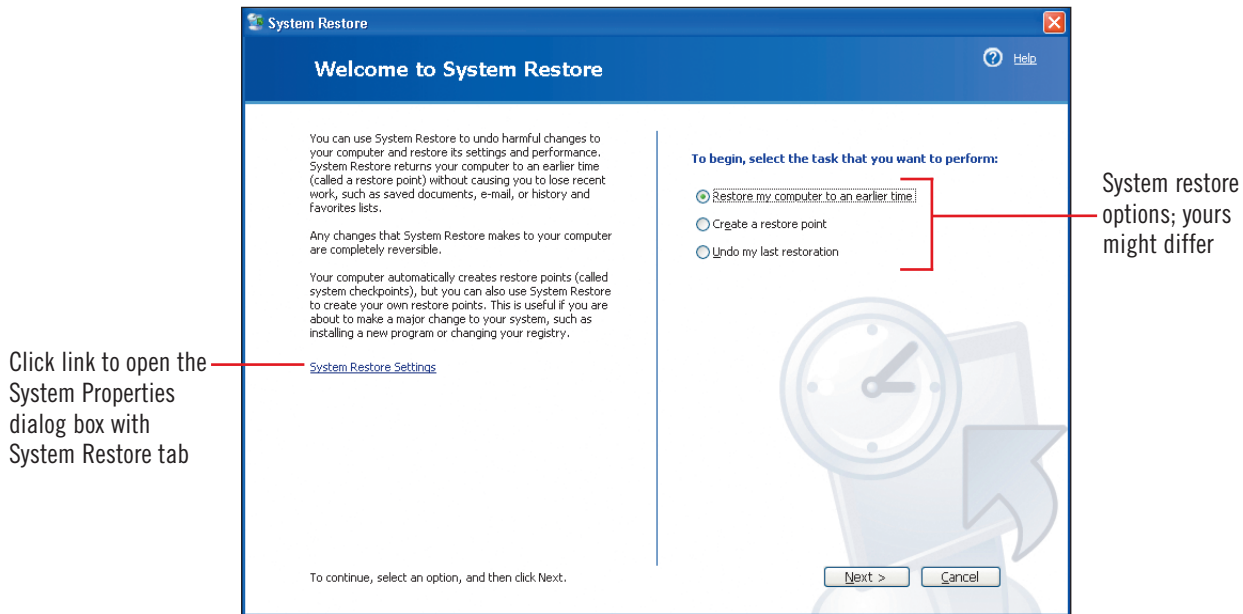 System Restore
Welcome to System Restore
Help
You can use System Restore to undo harmful changes to
your computer and restore its settings and performance.
System Restore returns your computer to an earlier time
(called a restore point) without causing you to lose recent
work, such as saved documents, e-mail, or history and
favorites lists.
Any changes that System Restore makes to your computer
are completely reversible.
Your computer automatically creates restore points (called
system checkpoints), but you can also use System Restore
to create your own restore points. This is useful if you are
about to make a major change to your system, such as
installing a new program or changing your registry.
System Restore Settings
To continue, select an option, and then click Next.
To begin, select the task that you want to perform:
Restore my computer to an earlier time
Create a restore point
Undo my last restoration
Next >
Cancel
Click link to open the
System Properties
dialog box with
System Restore tab
System restore
options; yours
might differ